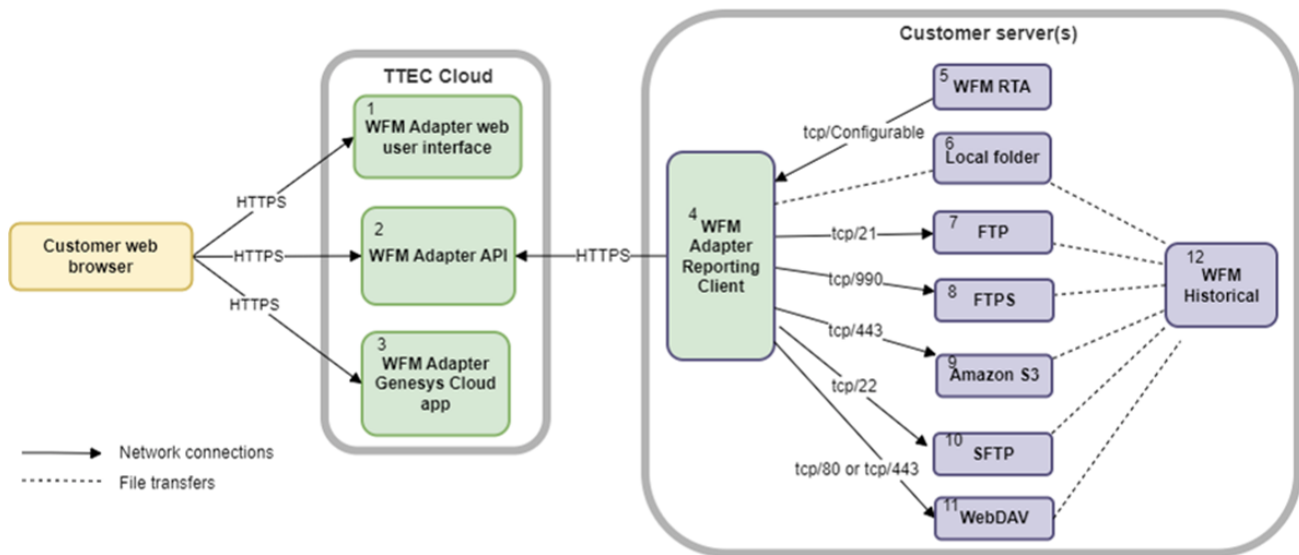 Customer server(s)
TTEC Cloud
1
WFM Adapter web
user interface
2
WFM Adapter API
3
WFM Adapter
Genesys Cloud
app
Customer web
browser
HTTPS
HTTPS
HTTPS
HTTPS
4
WFM
Adapter
Reporting
Client
tcp/Configurable
tcp/21
tcp/990
tcp/443
tcp/22
tcp/80 or tcp/443
5
WFM RTA
6
Local folder
7
FTP
8
FTPS
9
Amazon S3
10
SFTP
11
WebDAV
12
WFM
Historical
Network connections
File transfers